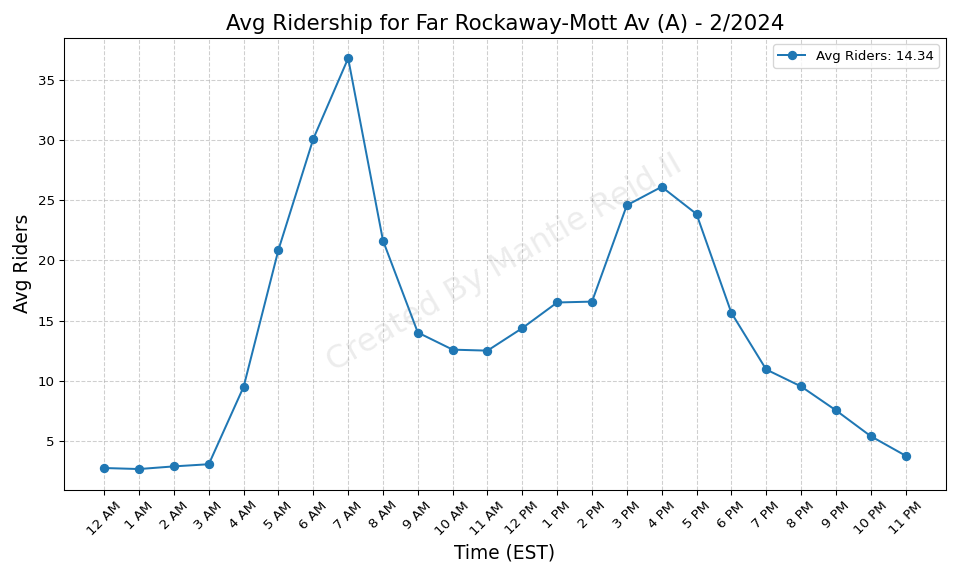 Avg Ridership for Far Rockaway-Mott Av (A) - 2/2024
Avg Riders: 14.34
35
30
25
20
15
10
5
Avg Riders
Created By Mantie Reid II
12 AM
1 AM
2 AM
3 AM
4 AM
5 AM
6 AM
7 AM
8 AM
9 AM
10 AM
11 AM
12 PM
1 PM
2 PM
3 PM
4 PM
5 PM
6 PM
7 PM
8 PM
9 PM
10 PM
11 PM
Time (EST)